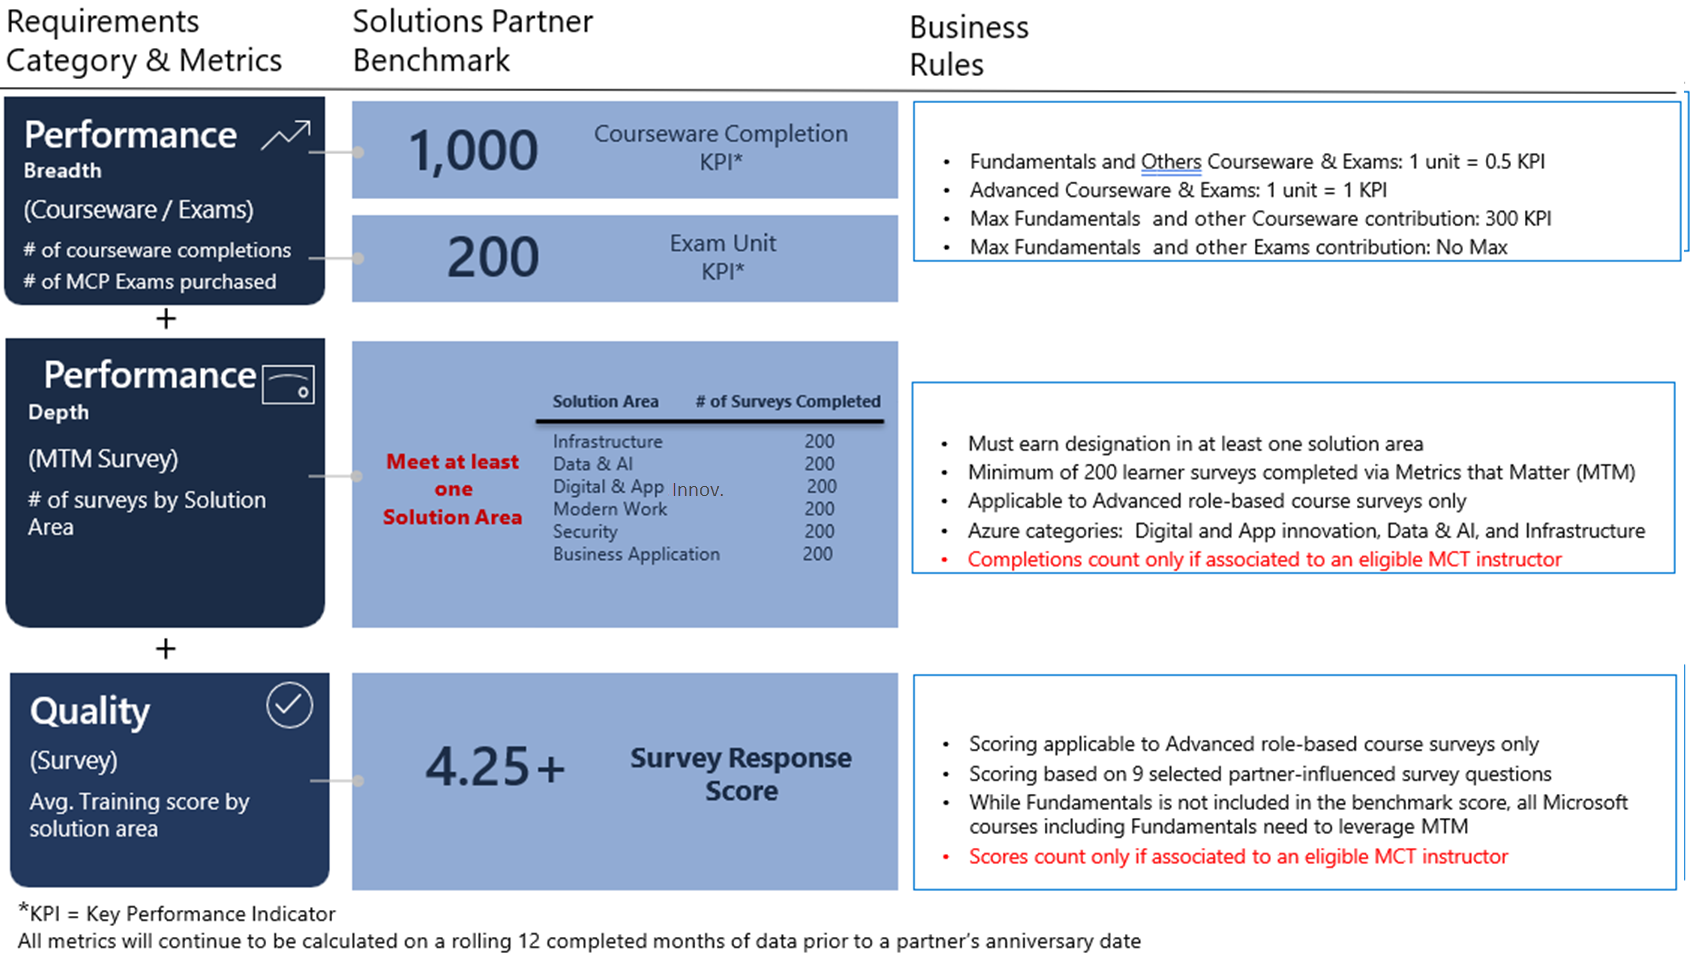 Requirements
Category & Metrics
Solutions Partner
Benchmark
Business
Rules
Performance
Breadth
(Courseware / Exams)
# of courseware completions
# of MCP Exams purchased
1,000
Courseware Completion
KPI*
200
Exam Unit
KPI*
• Fundamentals and Others Courseware & Exams: 1 unit = 0.5 KPI
• Advanced Courseware & Exams: 1 unit = 1 KPI
• Max Fundamentals and other Courseware contribution: 300 KPI
• Max Fundamentals and other Exams contribution: No Max
+
Performance
Depth
(MTM Survey)
# of surveys by Solution
Area
Meet at least
one
Solution Area
Solution Area # of Surveys Completed
Infrastructure 200
Data & AI 200
Digital & App Innov. 200
Modern Work 200
Security 200
Business Application 200
• Must earn designation in at least one solution area
• Minimum of 200 learner surveys completed via Metrics that Matter (MTM)
• Applicable to Advanced role-based course surveys only
• Azure categories: Digital and App innovation, Data & AI, and Infrastructure
• Completions count only if associated to an eligible MCT instructor
+
Quality
(Survey)
Avg. Training score by
solution area
4.25+
Survey Response
Score
• Scoring applicable to Advanced role-based course surveys only
• Scoring based on 9 selected partner-influenced survey questions
• While Fundamentals is not included in the benchmark score, all Microsoft
courses including Fundamentals need to leverage MTM
• Scores count only if associated to an eligible MCT instructor
*KPI = Key Performance Indicator
All metrics will continue to be calculated on a rolling 12 completed months of data prior to a partner's anniversary date